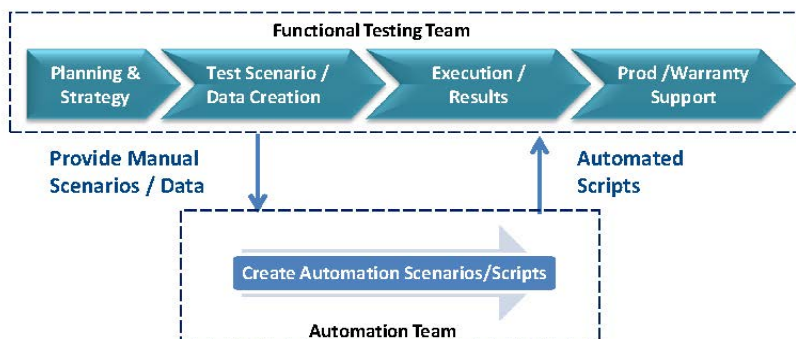 Functional Testing Team
Planning &
Strategy
Test Scenario /
Data Creation
Execution /
Results
Prod /Warranty
Support
Provide Manual
Scenarios / Data
Automated
Scripts
Create Automation Scenarios/Scripts
Automation Team